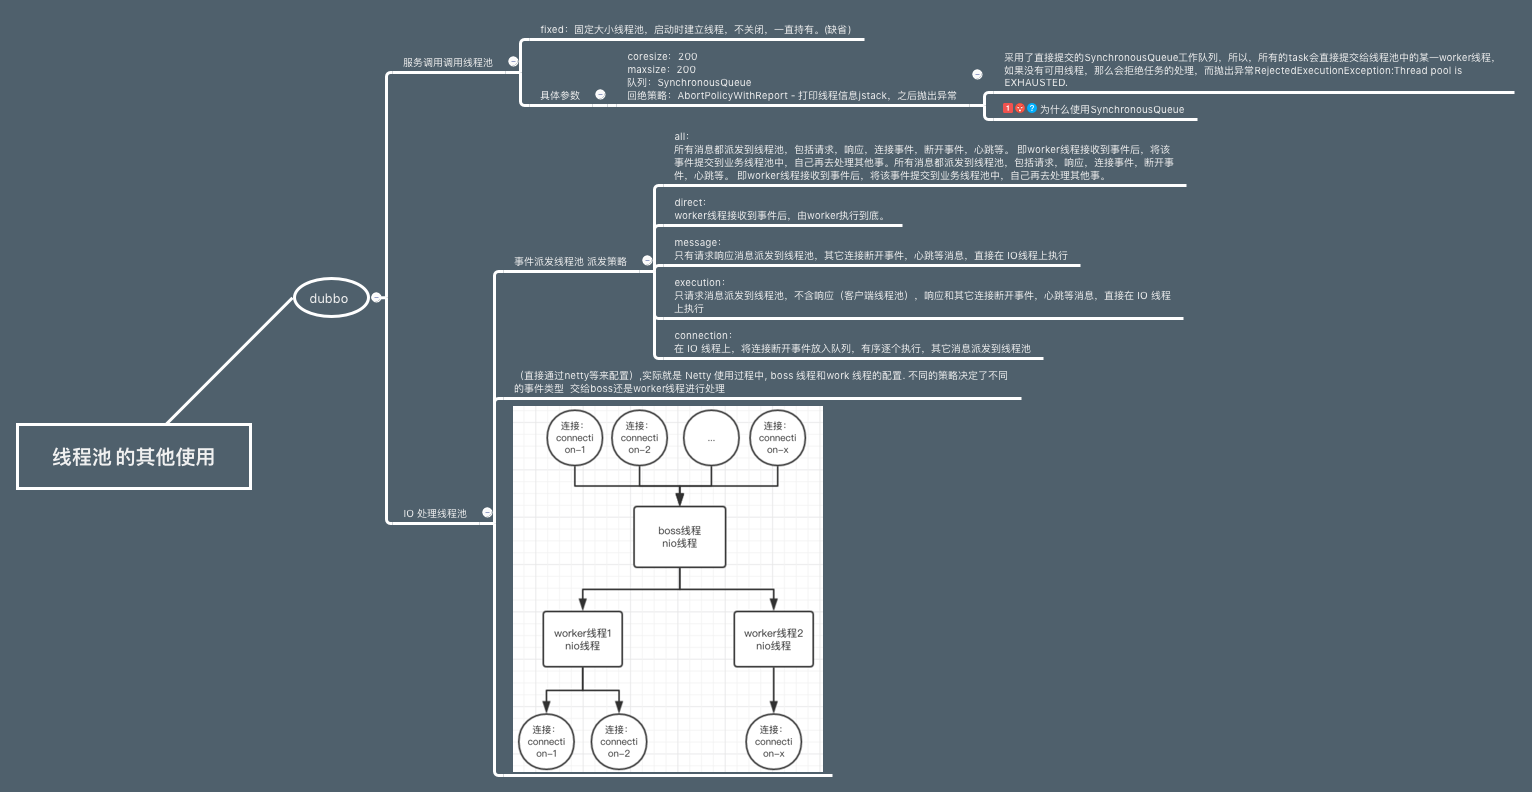 线程池的其他使用
dubbo
服务调用调用线程池
fixed：固定大小线程池，启动时建立线程，不关闭，一直持有。(缺省)
具体参数
coresize：200
maxsize：200
队列：SynchronousQueue
回绝策略：AbortPolicyWithReport - 打印线程信息jstack，之后抛出异常
采用了直接提交的SynchronousQueue工作队列，所以，所有的task会直接提交给线程池中的某一worker线程，
如果没有可用线程，那么会拒绝任务的处理，而抛出异常RejectedExecutionException:Thread pool is
EXHAUSTED.
1 ? 为什么使用SynchronousQueue
IO 处理线程池
事件派发线程池 派发策略
all：
所有消息都派发到线程池，包括请求，响应，连接事件，断开事件，心跳等。 即worker线程接收到事件后，将该
事件提交到业务线程池中，自己再去处理其他事。所有消息都派发到线程池，包括请求，响应，连接事件，断开事
件，心跳等。 即worker线程接收到事件后，将该事件提交到业务线程池中，自己再去处理其他事。
direct：
worker线程接收到事件后，由worker执行到底。
message：
只有请求响应消息派发到线程池，其它连接断开事件，心跳等消息，直接在 IO线程上执行
execution：
只请求消息派发到线程池，不含响应（客户端线程池），响应和其它连接断开事件，心跳等消息，直接在 IO 线程
上执行
connection：
在 IO 线程上，将连接断开事件放入队列，有序逐个执行，其它消息派发到线程池
（直接通过netty等来配置）,实际就是 Netty 使用过程中, boss 线程和work 线程的配置. 不同的策略决定了不同
的事件类型 交给boss还是worker线程进行处理
连接：
connecti
on-1
连接：
connecti
on-2
...
连接：
connecti
on-x
boss线程
nio线程
worker线程1
nio线程
worker线程2
nio线程
连接：
connecti
on-1
连接：
connecti
on-2
连接：
connecti
on-x